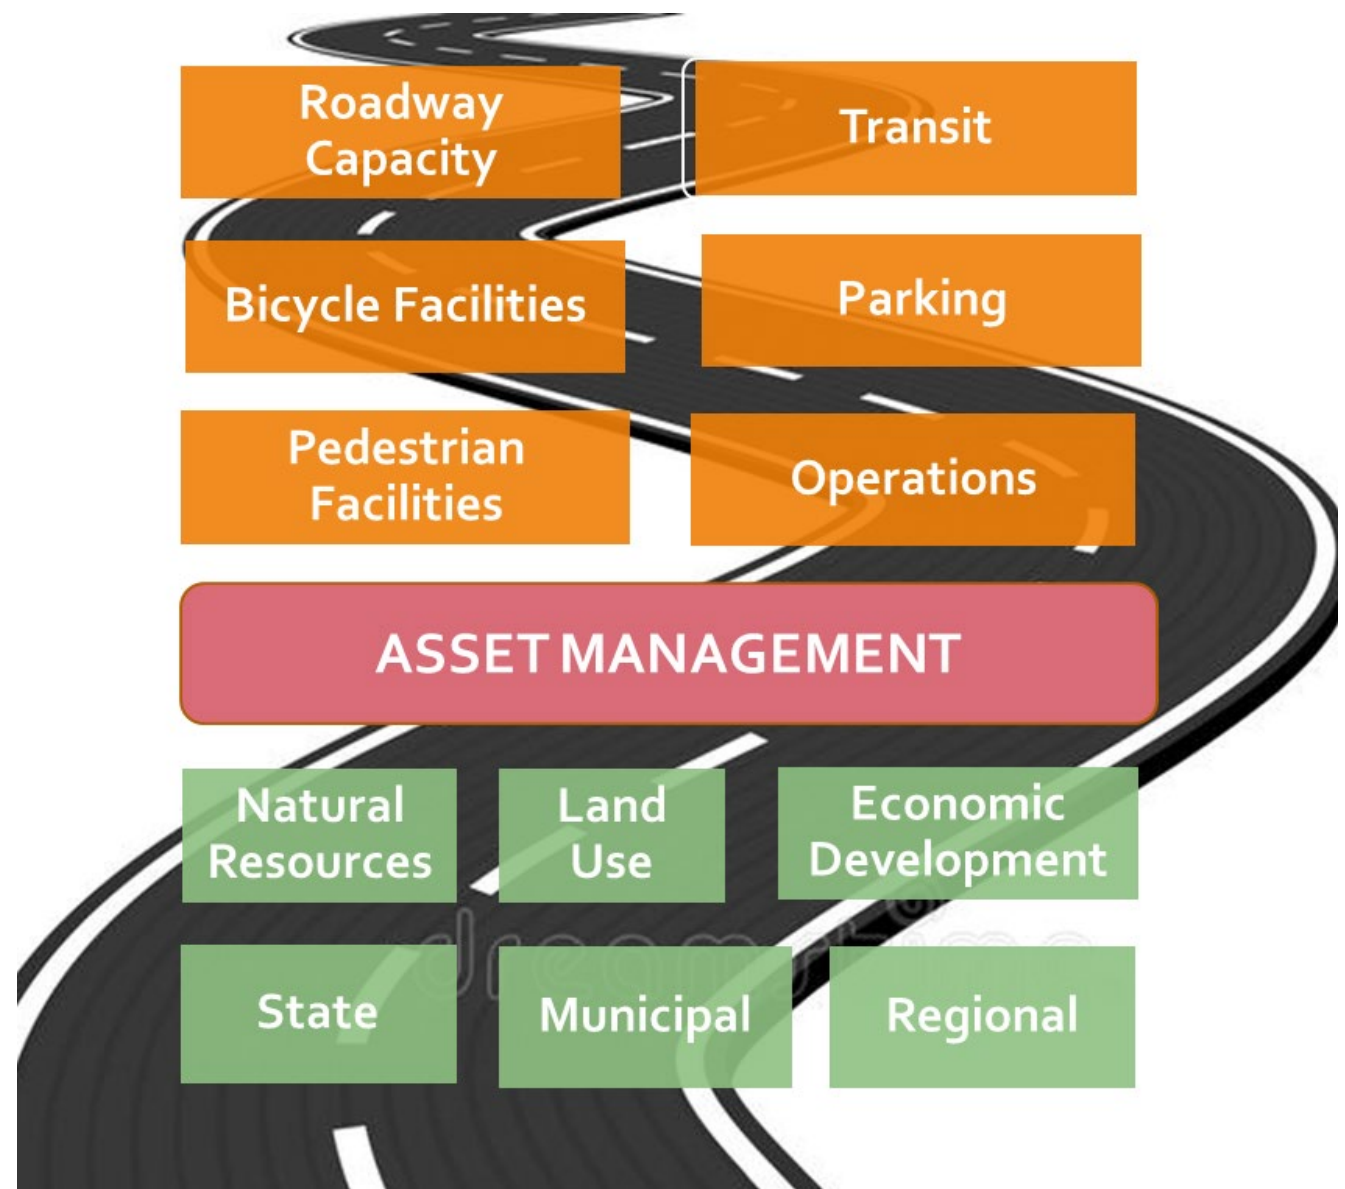 Roadway
Capacity
Transit
Bicycle Facilities
Parking
Pedestrian
Facilities
Operations
ASSET MANAGEMENT
Natural
Resources
Land
Use
Economic
Development
State
Municipal
Regional
dreamstime